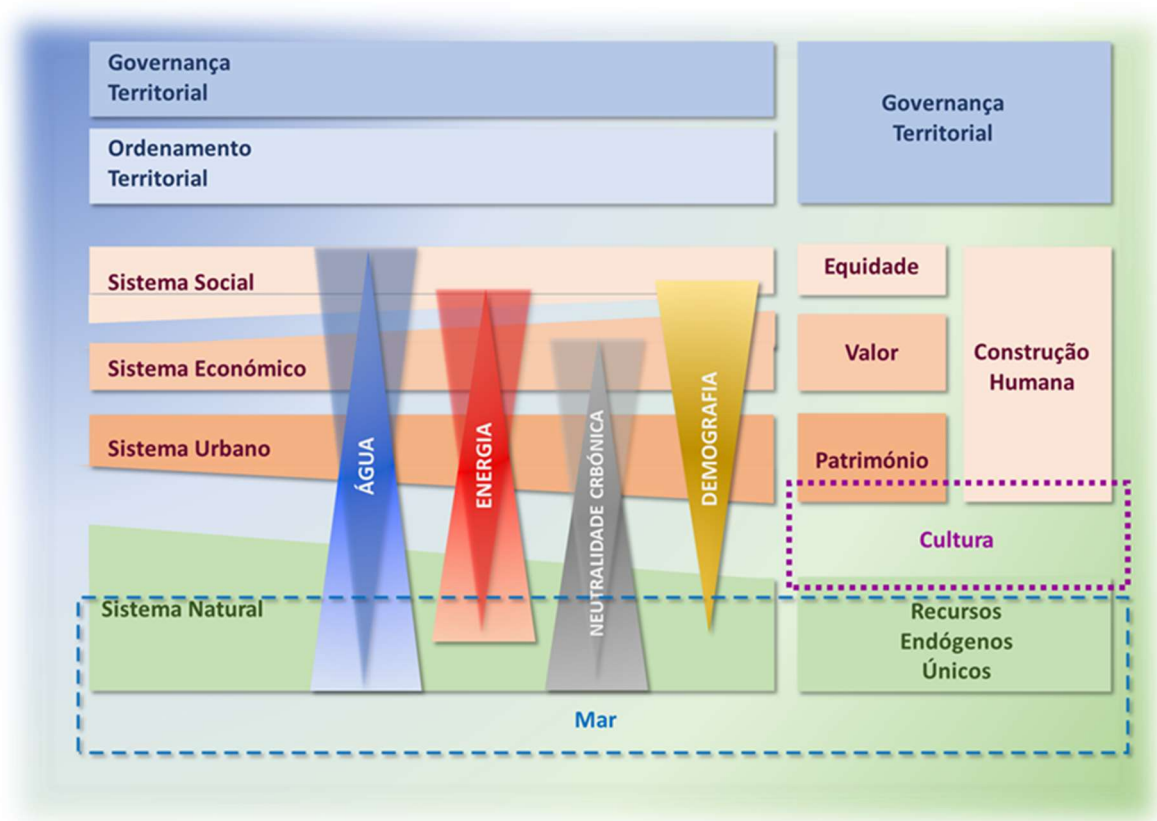 Governança
Territorial
Governança
Territorial
Ordenamento
Territorial
Sistema Social
Equidade
Sistema Económico
Valor
Construção
Humana
Sistema Urbano
Património
ÁGUA
ENERGIA
NEUTRALIDADE CRBÓNICA
DEMOGRAFIA
Cultura
Sistema Natural
Recursos
Endógenos
Únicos
Mar